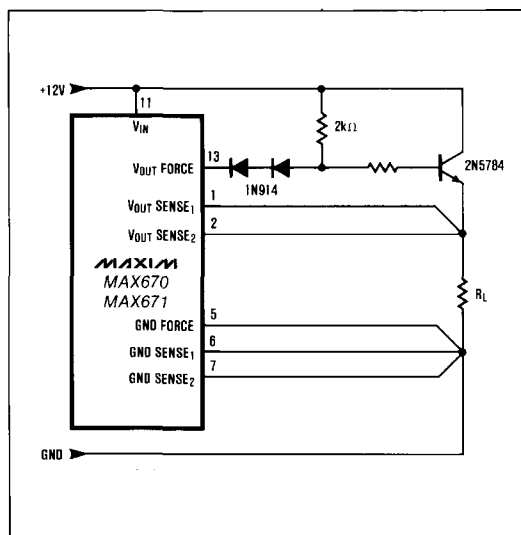 +12V
11
VIN
2kΩ
13
VOUT FORCE
2N5784
1N914
1
VOUT SENSE1
2
VOUT SENSE2
MAXIM
MAX670
MAX671
RL
5
GND FORCE
6
GND SENSE1
7
GND SENSE2
GND